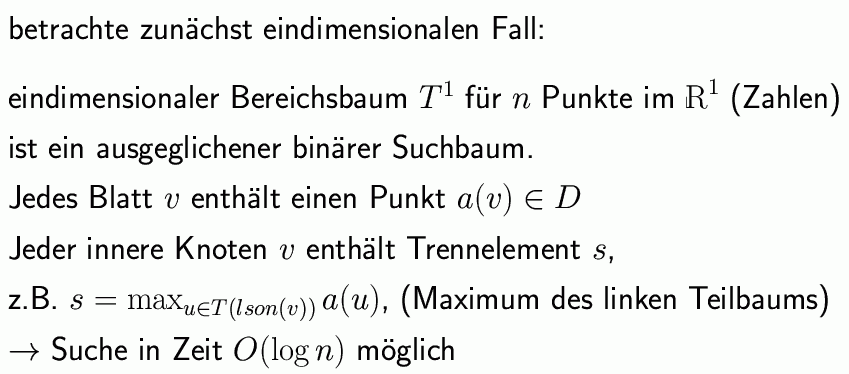 betrachte zunächst eindimensionalen Fall:
eindimensionaler Bereichsbaum $T^1$ für $n$ Punkte im $\mathbb{R}^1$ (Zahlen)
ist ein ausgeglichener binärer Suchbaum.
Jedes Blatt $v$ enthält einen Punkt $a(v) \in D$
Jeder innere Knoten $v$ enthält Trennelement $s$,
z.B. $s = \max_{u \in T(lson(v))} a(u)$, (Maximum des linken Teilbaums)
→ Suche in Zeit $O(\log n)$ möglich